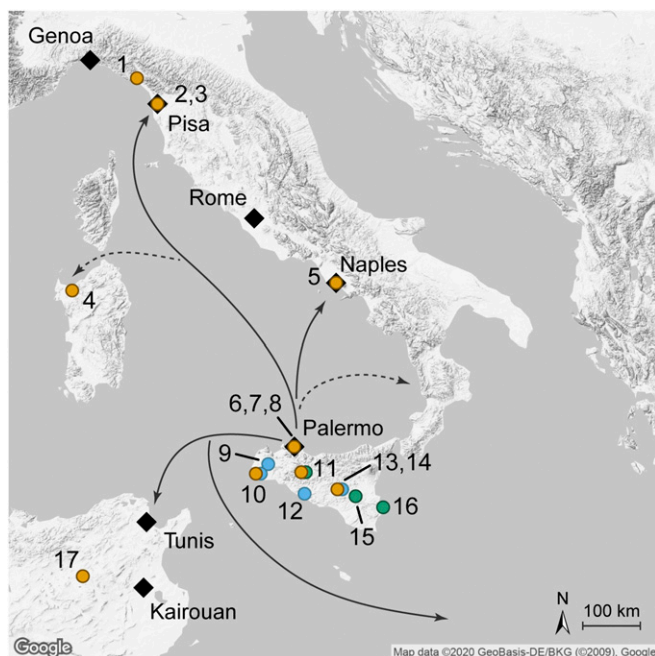 Genoa
1
2,3
Pisa
Rome
Naples
5
4
6,7,8
Palermo
9
10
11
13,14
12
16
15
Tunis
17
Kairouan
N
100 km
Google
Map data ©2020 GeoBasis-DE/BKG (©2009), Google